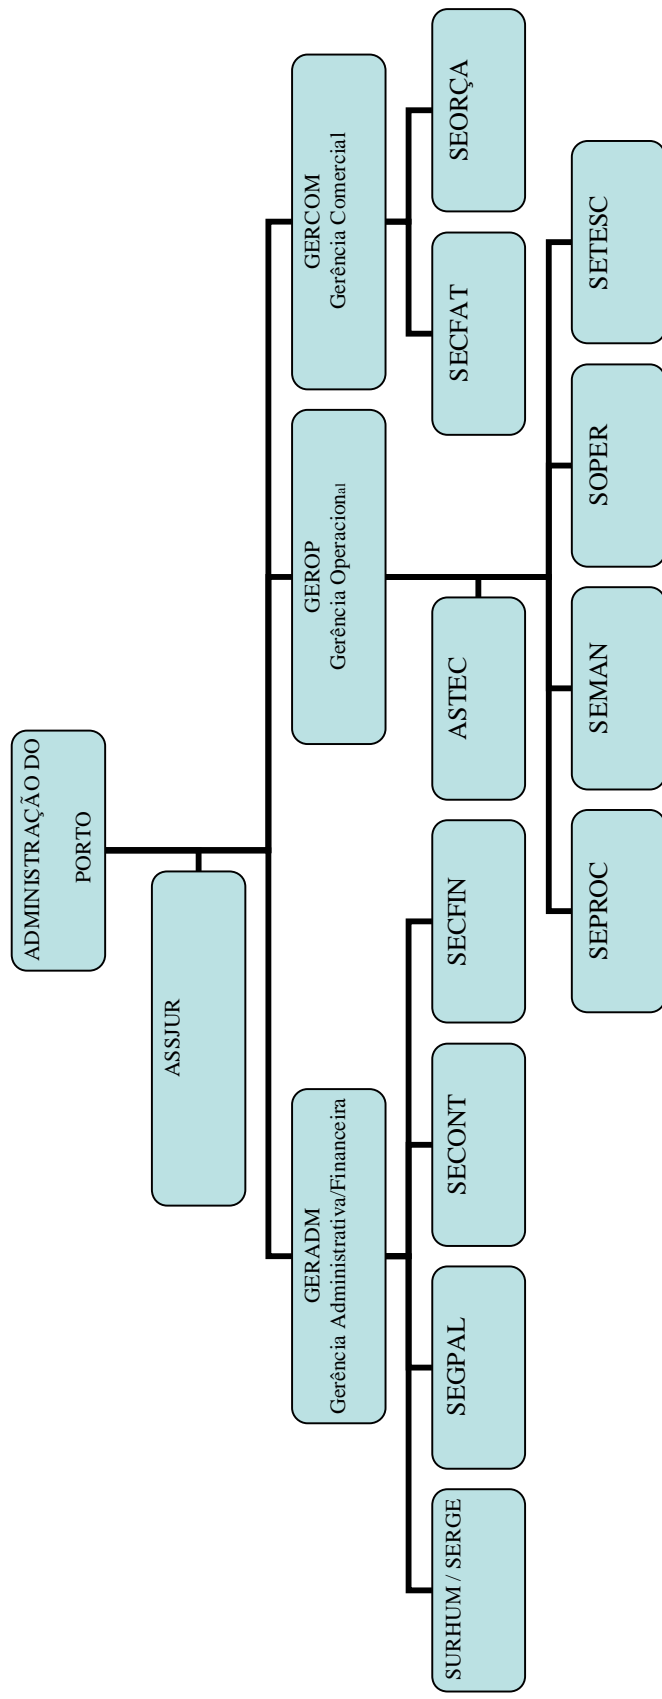 ADMINISTRAÇÃO DO
PORTO
ASSJUR
GERADM
Gerência Administrativa/Financeira
GEROP
Gerência Operacional
GERCOM
Gerência Comercial
SURHUM / SERGE
SEGPAL
SECONT
SECFIN
ASTEC
SECFAT
SEORÇA
SEPROC
SEMAN
SOPER
SETESC